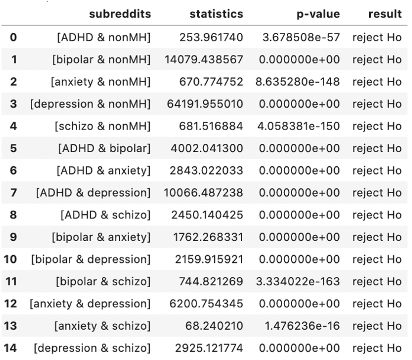 subreddits statistics p-value result
0 [ADHD & nonMH] 253.961740 3.678508e-57 reject Ho
1 [bipolar & nonMH] 14079.438567 0.000000e+00 reject Ho
2 [anxiety & nonMH] 670.774752 8.635280e-148 reject Ho
3 [depression & nonMH] 64191.955010 0.000000e+00 reject Ho
4 [schizo & nonMH] 681.516884 4.058381e-150 reject Ho
5 [ADHD & bipolar] 4002.041300 0.000000e+00 reject Ho
6 [ADHD & anxiety] 2843.022033 0.000000e+00 reject Ho
7 [ADHD & depression] 10066.487238 0.000000e+00 reject Ho
8 [ADHD & schizo] 2450.140425 0.000000e+00 reject Ho
9 [bipolar & anxiety] 1762.268331 0.000000e+00 reject Ho
10 [bipolar & depression] 2159.915921 0.000000e+00 reject Ho
11 [bipolar & schizo] 744.821269 3.334022e-163 reject Ho
12 [anxiety & depression] 6200.754345 0.000000e+00 reject Ho
13 [anxiety & schizo] 68.240210 1.476236e-16 reject Ho
14 [depression & schizo] 2925.121774 0.000000e+00 reject Ho